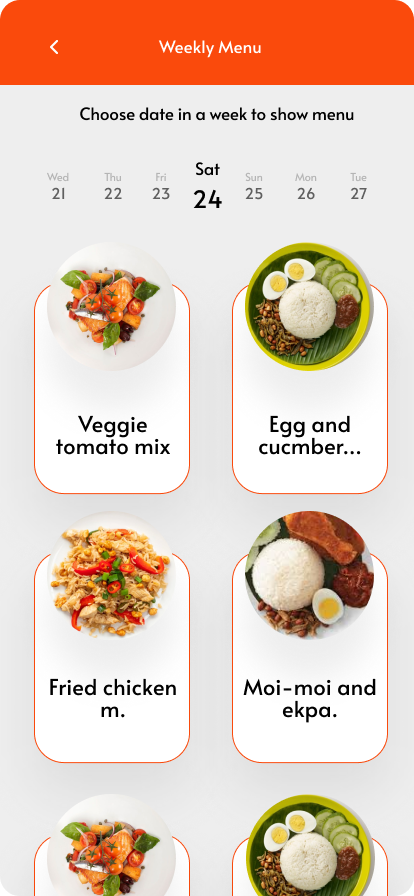 Weekly Menu
Choose date in a week to show menu
Wed Thu Fri Sat Sun Mon Tue
21 22 23 24 25 26 27
Veggie
tomato mix
Egg and
cucmber...
Fried chicken
m.
Moi-moi and
ekpa.